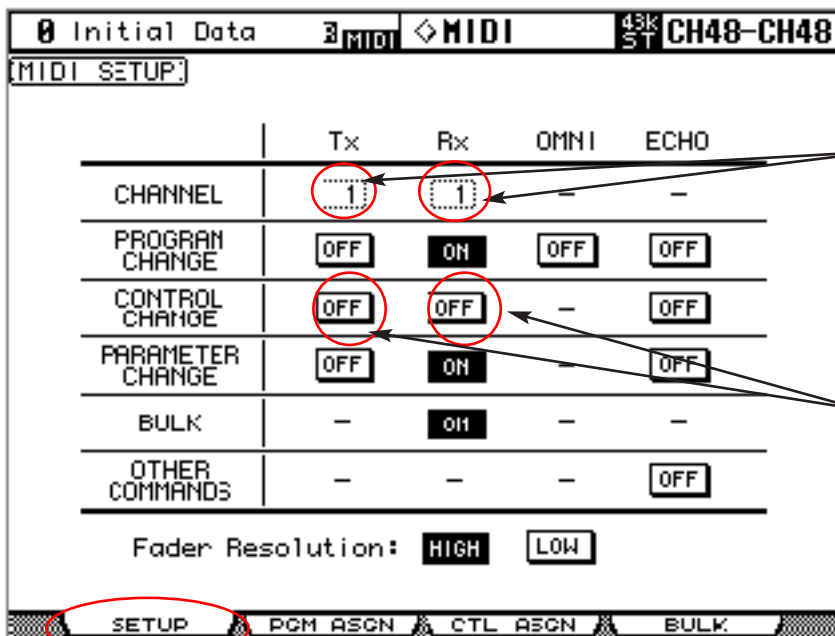 0 Initial Data MIDI ◇MIDI 43K ST CH48-CH48
MIDI SETUP
Tx Rx OMNI ECHO
CHANNEL 1 1 – –
PROGRAM CHANGE OFF ON OFF OFF
CONTROL CHANGE OFF OFF – OFF
PARAMETER CHANGE OFF ON – OFF
BULK – ON – –
OTHER COMMANDS – – – OFF
Fader Resolution: HIGH LOW
SETUP PGM ASGN CTL ASGN BULK